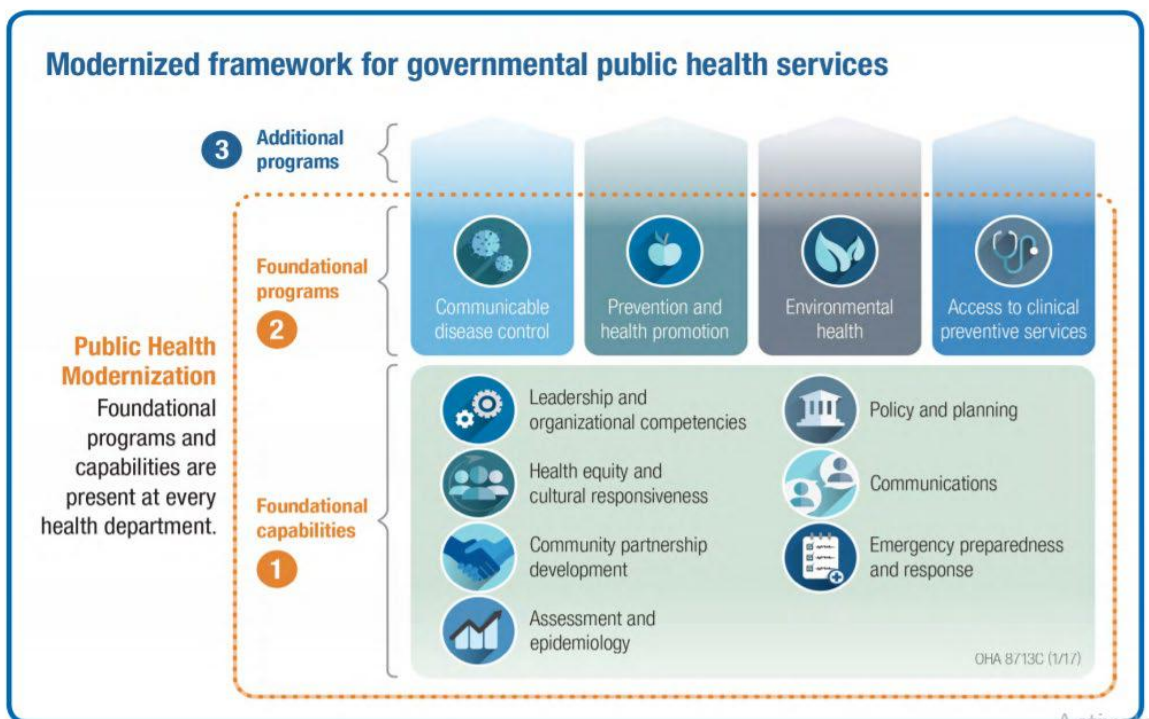 Modernized framework for governmental public health services
3
Additional
programs
Foundational
programs
2
Communicable
disease control
Prevention and
health promotion
Environmental
health
Access to clinical
preventive services
Public Health
Modernization
Foundational
programs and
capabilities are
present at every
health department.
Foundational
capabilities
1
Leadership and
organizational competencies
Health equity and
cultural responsiveness
Community partnership
development
Assessment and
epidemiology
Policy and planning
Communications
Emergency preparedness
and response
OHA 8713C (1/17)